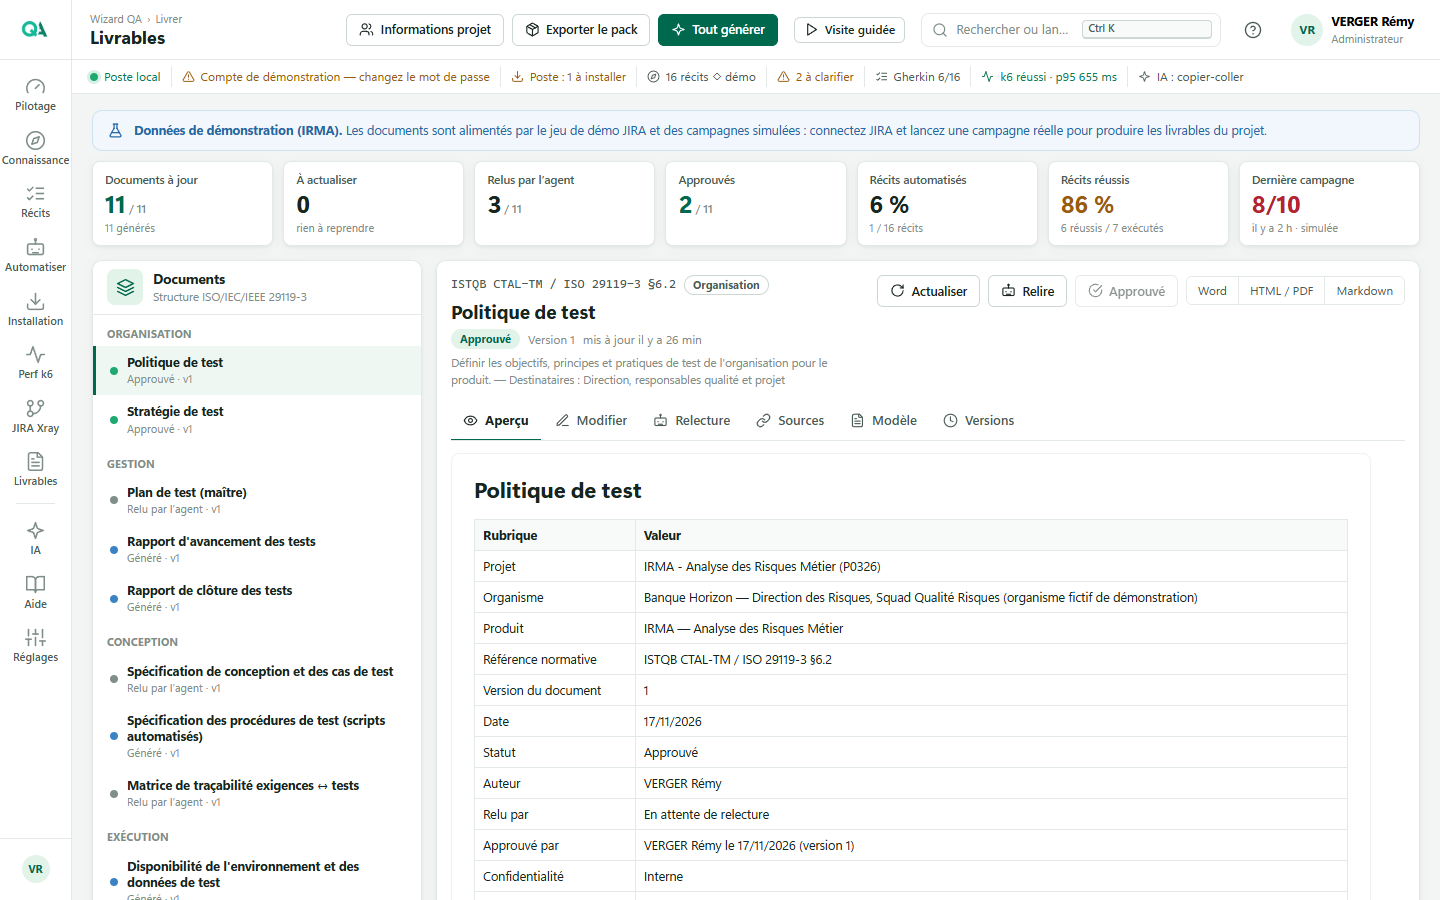 QA
Wizard QA › Livrer
Livrables
Informations projet
Exporter le pack
Tout générer
Visite guidée
Rechercher ou lan...
Ctrl K
VR
VERGER Rémy
Administrateur
Poste local
Compte de démonstration — changez le mot de passe
Poste : 1 à installer
16 récits ◇ démo
2 à clarifier
Gherkin 6/16
k6 réussi · p95 655 ms
IA : copier-coller
Pilotage
Connaissance
Récits
Automatiser
Installation
Perf k6
JIRA Xray
Livrables
IA
Aide
Réglages
VR
Données de démonstration (IRMA). Les documents sont alimentés par le jeu de démo JIRA et des campagnes simulées : connectez JIRA et lancez une campagne réelle pour produire les livrables du projet.
Documents à jour
11 / 11
11 générés
À actualiser
0
rien à reprendre
Relus par l'agent
3 / 11
Approuvés
2 / 11
Récits automatisés
6 %
1 / 16 récits
Récits réussis
86 %
6 réussis / 7 exécutés
Dernière campagne
8/10
il y a 2 h · simulée
Documents
Structure ISO/IEC/IEEE 29119-3
ORGANISATION
Politique de test
Approuvé · v1
Stratégie de test
Approuvé · v1
GESTION
Plan de test (maître)
Relu par l'agent · v1
Rapport d'avancement des tests
Généré · v1
Rapport de clôture des tests
Généré · v1
CONCEPTION
Spécification de conception et des cas de test
Relu par l'agent · v1
Spécification des procédures de test (scripts
automatisés)
Généré · v1
Matrice de traçabilité exigences ↔ tests
Relu par l'agent · v1
EXÉCUTION
Disponibilité de l'environnement et des
données de test
Généré · v1
ISTQB CTAL-TM / ISO 29119-3 §6.2
Organisation
Politique de test
Approuvé
Version 1 mis à jour il y a 26 min
Définir les objectifs, principes et pratiques de test de l'organisation pour le
produit. — Destinataires : Direction, responsables qualité et projet
Actualiser
Relire
Approuvé
Word
HTML / PDF
Markdown
Aperçu
Modifier
Relecture
Sources
Modèle
Versions
Politique de test
Rubrique Valeur
Projet IRMA - Analyse des Risques Métier (P0326)
Organisme Banque Horizon — Direction des Risques, Squad Qualité Risques (organisme fictif de démonstration)
Produit IRMA — Analyse des Risques Métier
Référence normative ISTQB CTAL-TM / ISO 29119-3 §6.2
Version du document 1
Date 17/11/2026
Statut Approuvé
Auteur VERGER Rémy
Relu par En attente de relecture
Approuvé par VERGER Rémy le 17/11/2026 (version 1)
Confidentialité Interne